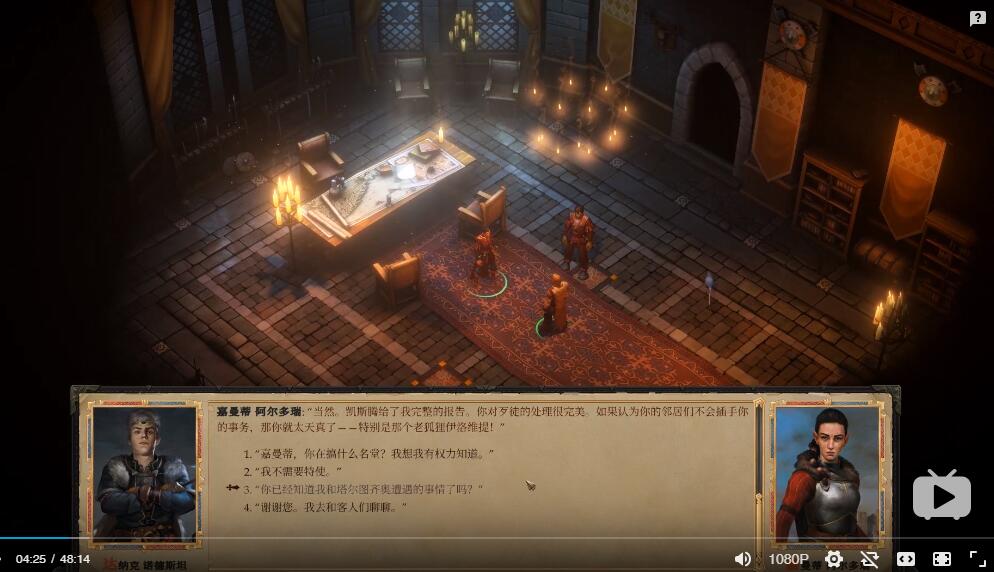 嘉曼蒂 阿尔多瑞：“当然。凯斯腾给了我完整的报告。你对歹徒的处理很完美。如果认为你的邻居们不会插手你
的事务，那你就太天真了——特别是那个老狐狸伊洛维提！”
1. “嘉曼蒂，你在搞什么名堂？我想我有权力知道。”
2. “我不需要特使。”
3. “你已经知道我和塔尔图齐奥遭遇的事情了吗？”
4. “谢谢您。我去和客人们聊聊。”
04:25 / 48:14
1080P